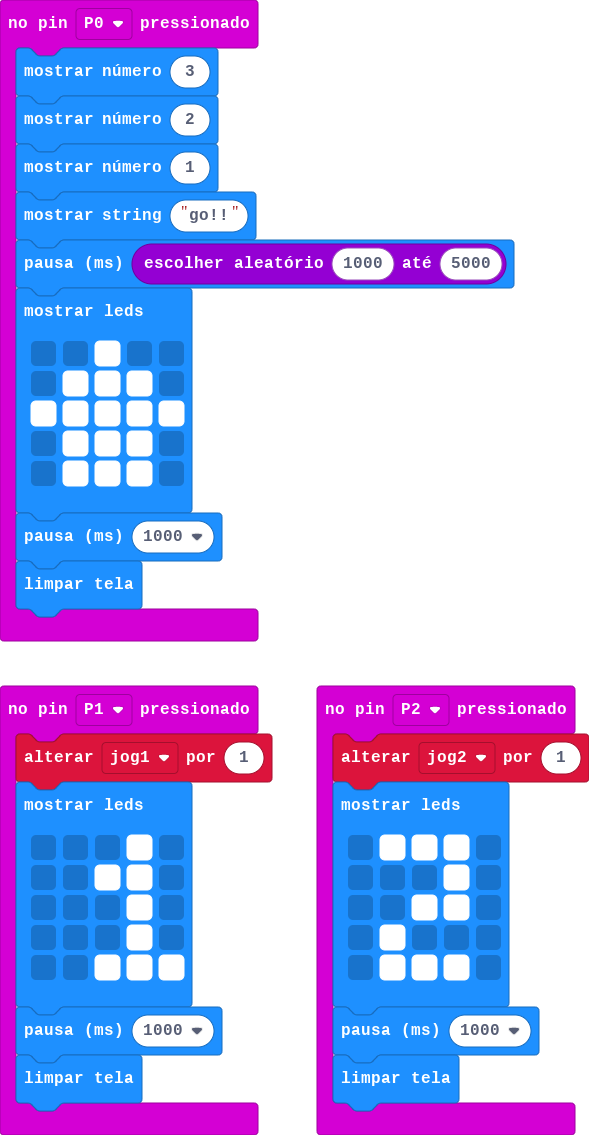 no pin P0 pressionado
mostrar número 3
mostrar número 2
mostrar número 1
mostrar string "go!!"
pausa (ms) escolher aleatório 1000 até 5000
mostrar leds
pausa (ms) 1000
limpar tela
no pin P1 pressionado
alterar jog1 por 1
mostrar leds
pausa (ms) 1000
limpar tela
no pin P2 pressionado
alterar jog2 por 1
mostrar leds
pausa (ms) 1000
limpar tela